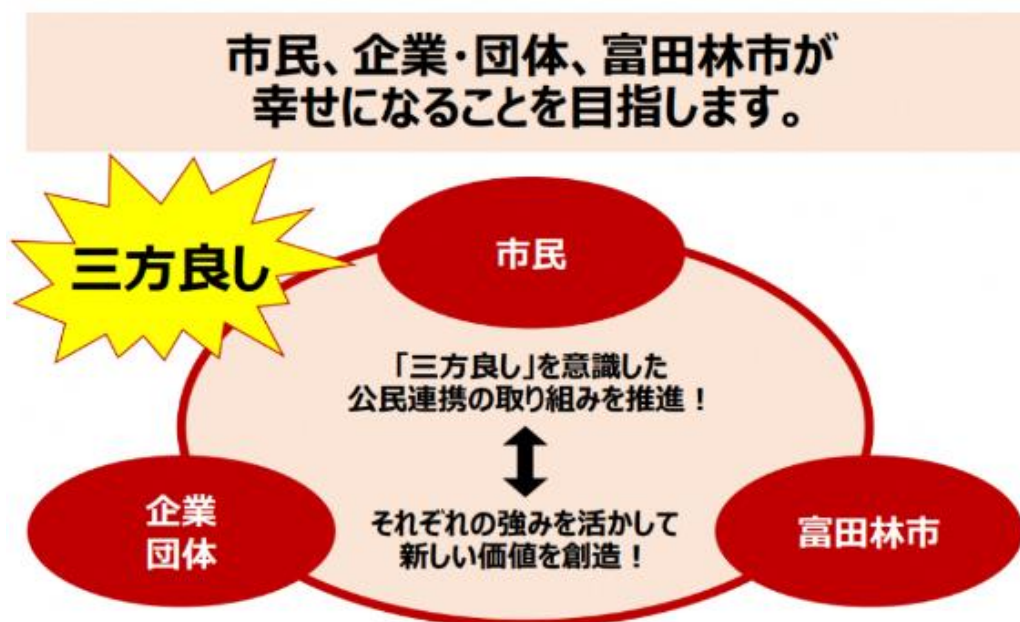 市民、企業・団体、富田林市が
幸せになることを目指します。
三方良し
市民
「三方良し」を意識した
公民連携の取り組みを推進！
それぞれの強みを活かして
新しい価値を創造！
企業
団体
富田林市